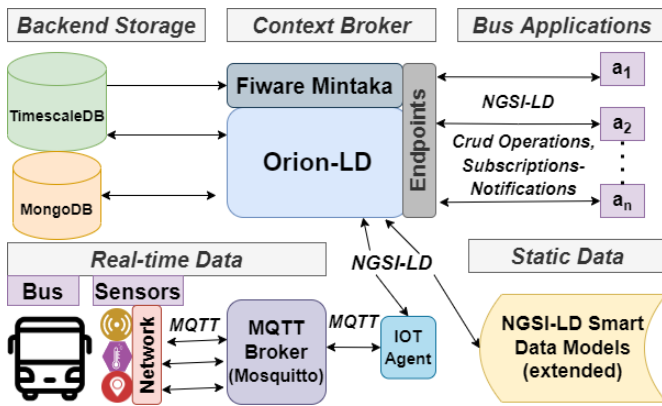 Backend Storage
Context Broker
Bus Applications
TimescaleDB
MongoDB
Fiware Mintaka
Orion-LD
Endpoints
NGSI-LD
Crud Operations,
Subscriptions-
Notifications
a1
a2
an
Real-time Data
NGSI-LD
Static Data
Bus
Sensors
Network
MQTT
MQTT
Broker
(Mosquitto)
MQTT
IOT
Agent
NGSI-LD Smart
Data Models
(extended)